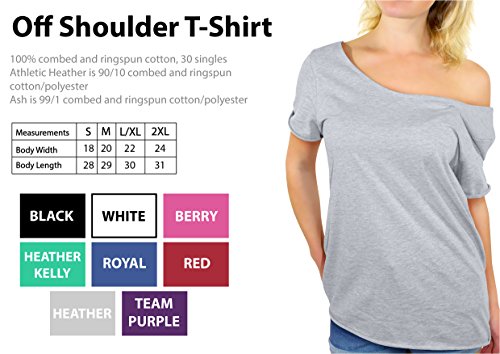 Off Shoulder T-Shirt
100% combed and ringspun cotton, 30 singles
Athletic Heather is 90/10 combed and ringspun
cotton/polyester
Ash is 99/1 combed and ringspun cotton/polyester
Measurements S M L/XL 2XL
Body Width 18 20 22 24
Body Length 28 29 30 31
BLACK WHITE BERRY
HEATHER
KELLY
ROYAL RED
HEATHER
TEAM
PURPLE